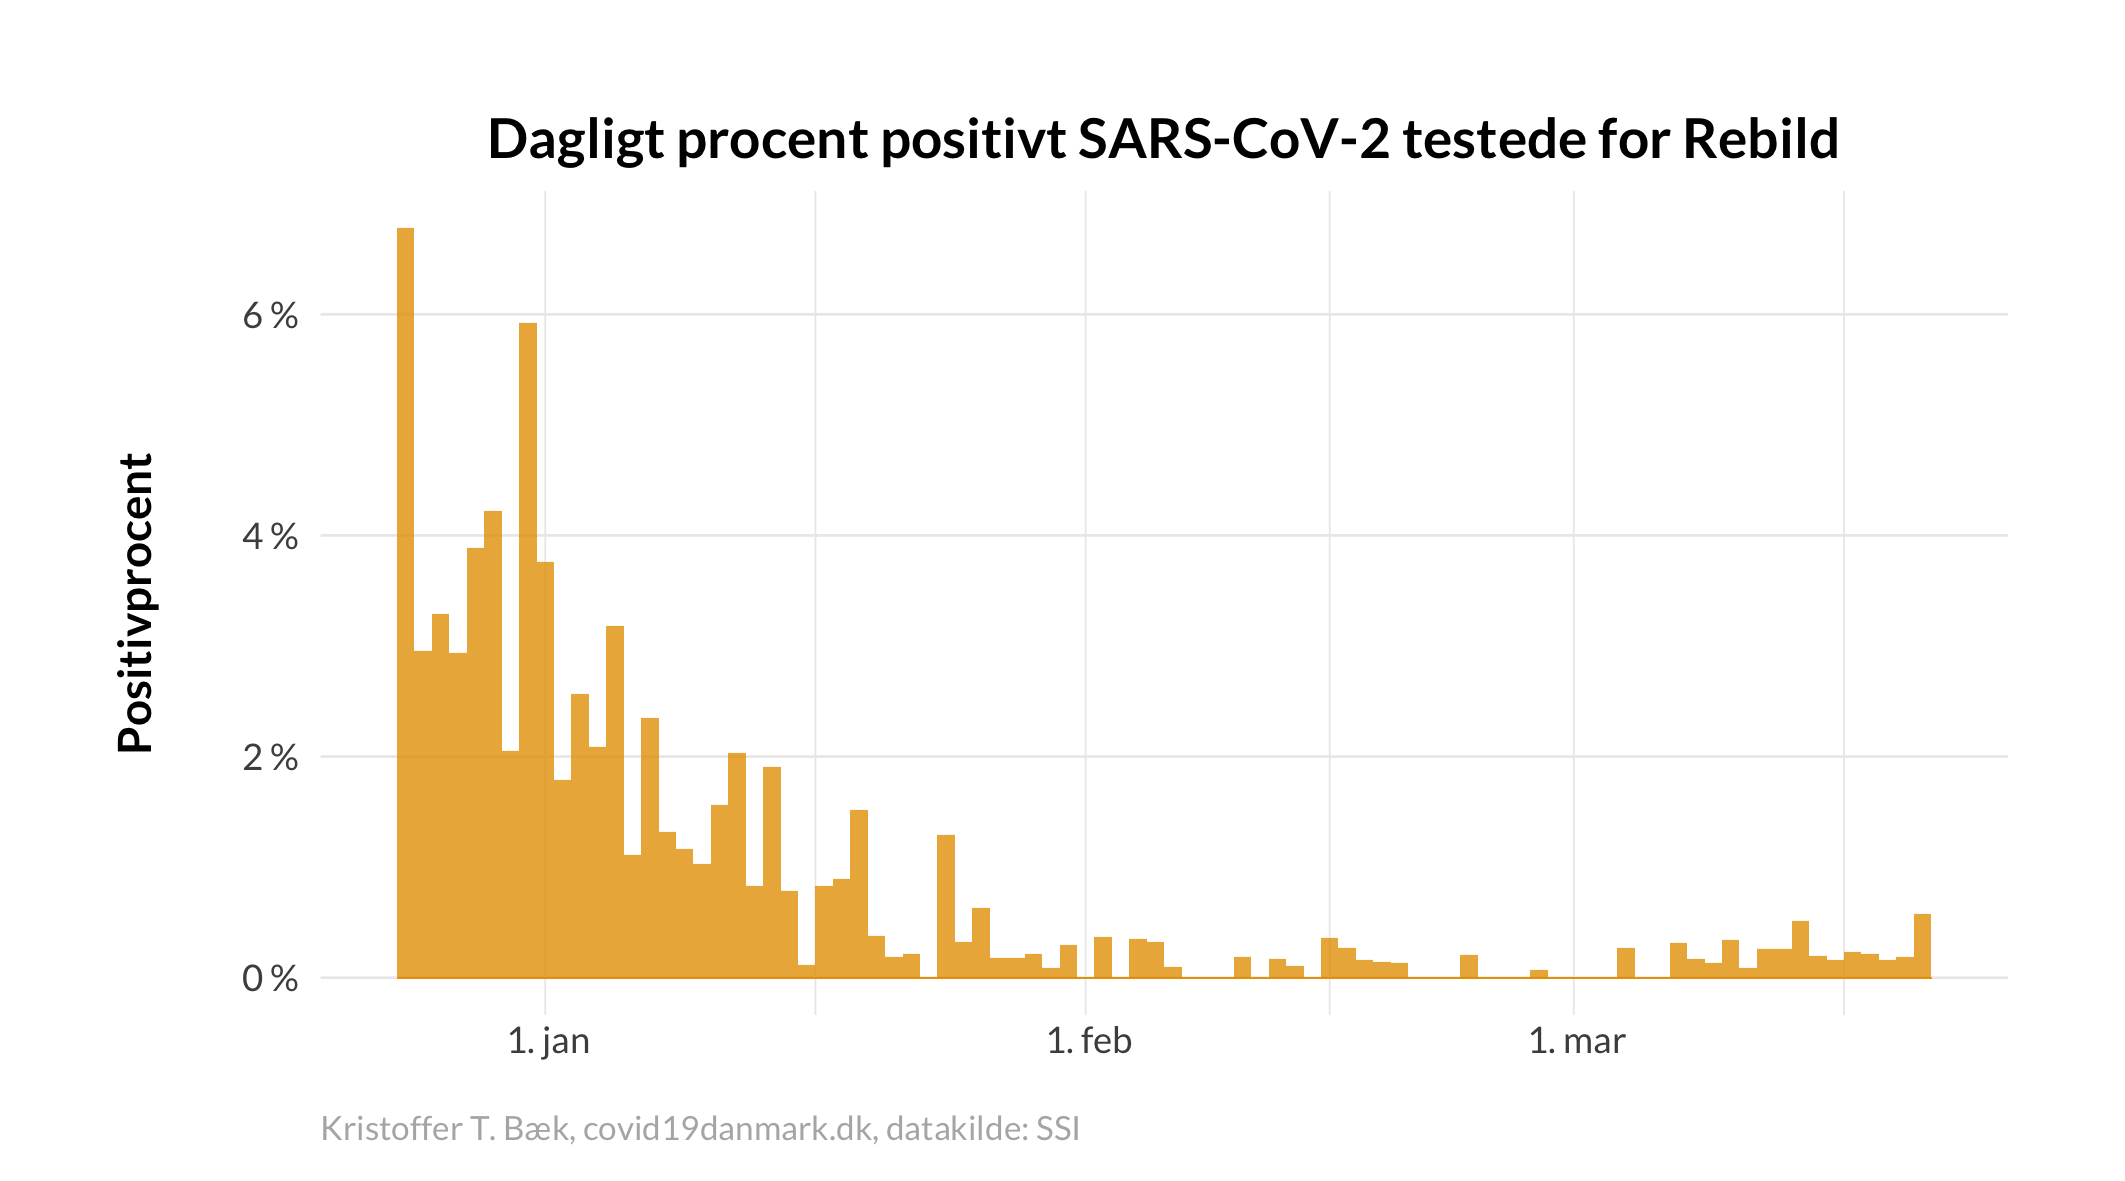 Dagligt procent positivt SARS-CoV-2 testede for Rebild
Positivprocent
6 %
4 %
2 %
0 %
1. jan
1. feb
1. mar
Kristoffer T. Bæk, covid19danmark.dk, datakilde: SSI